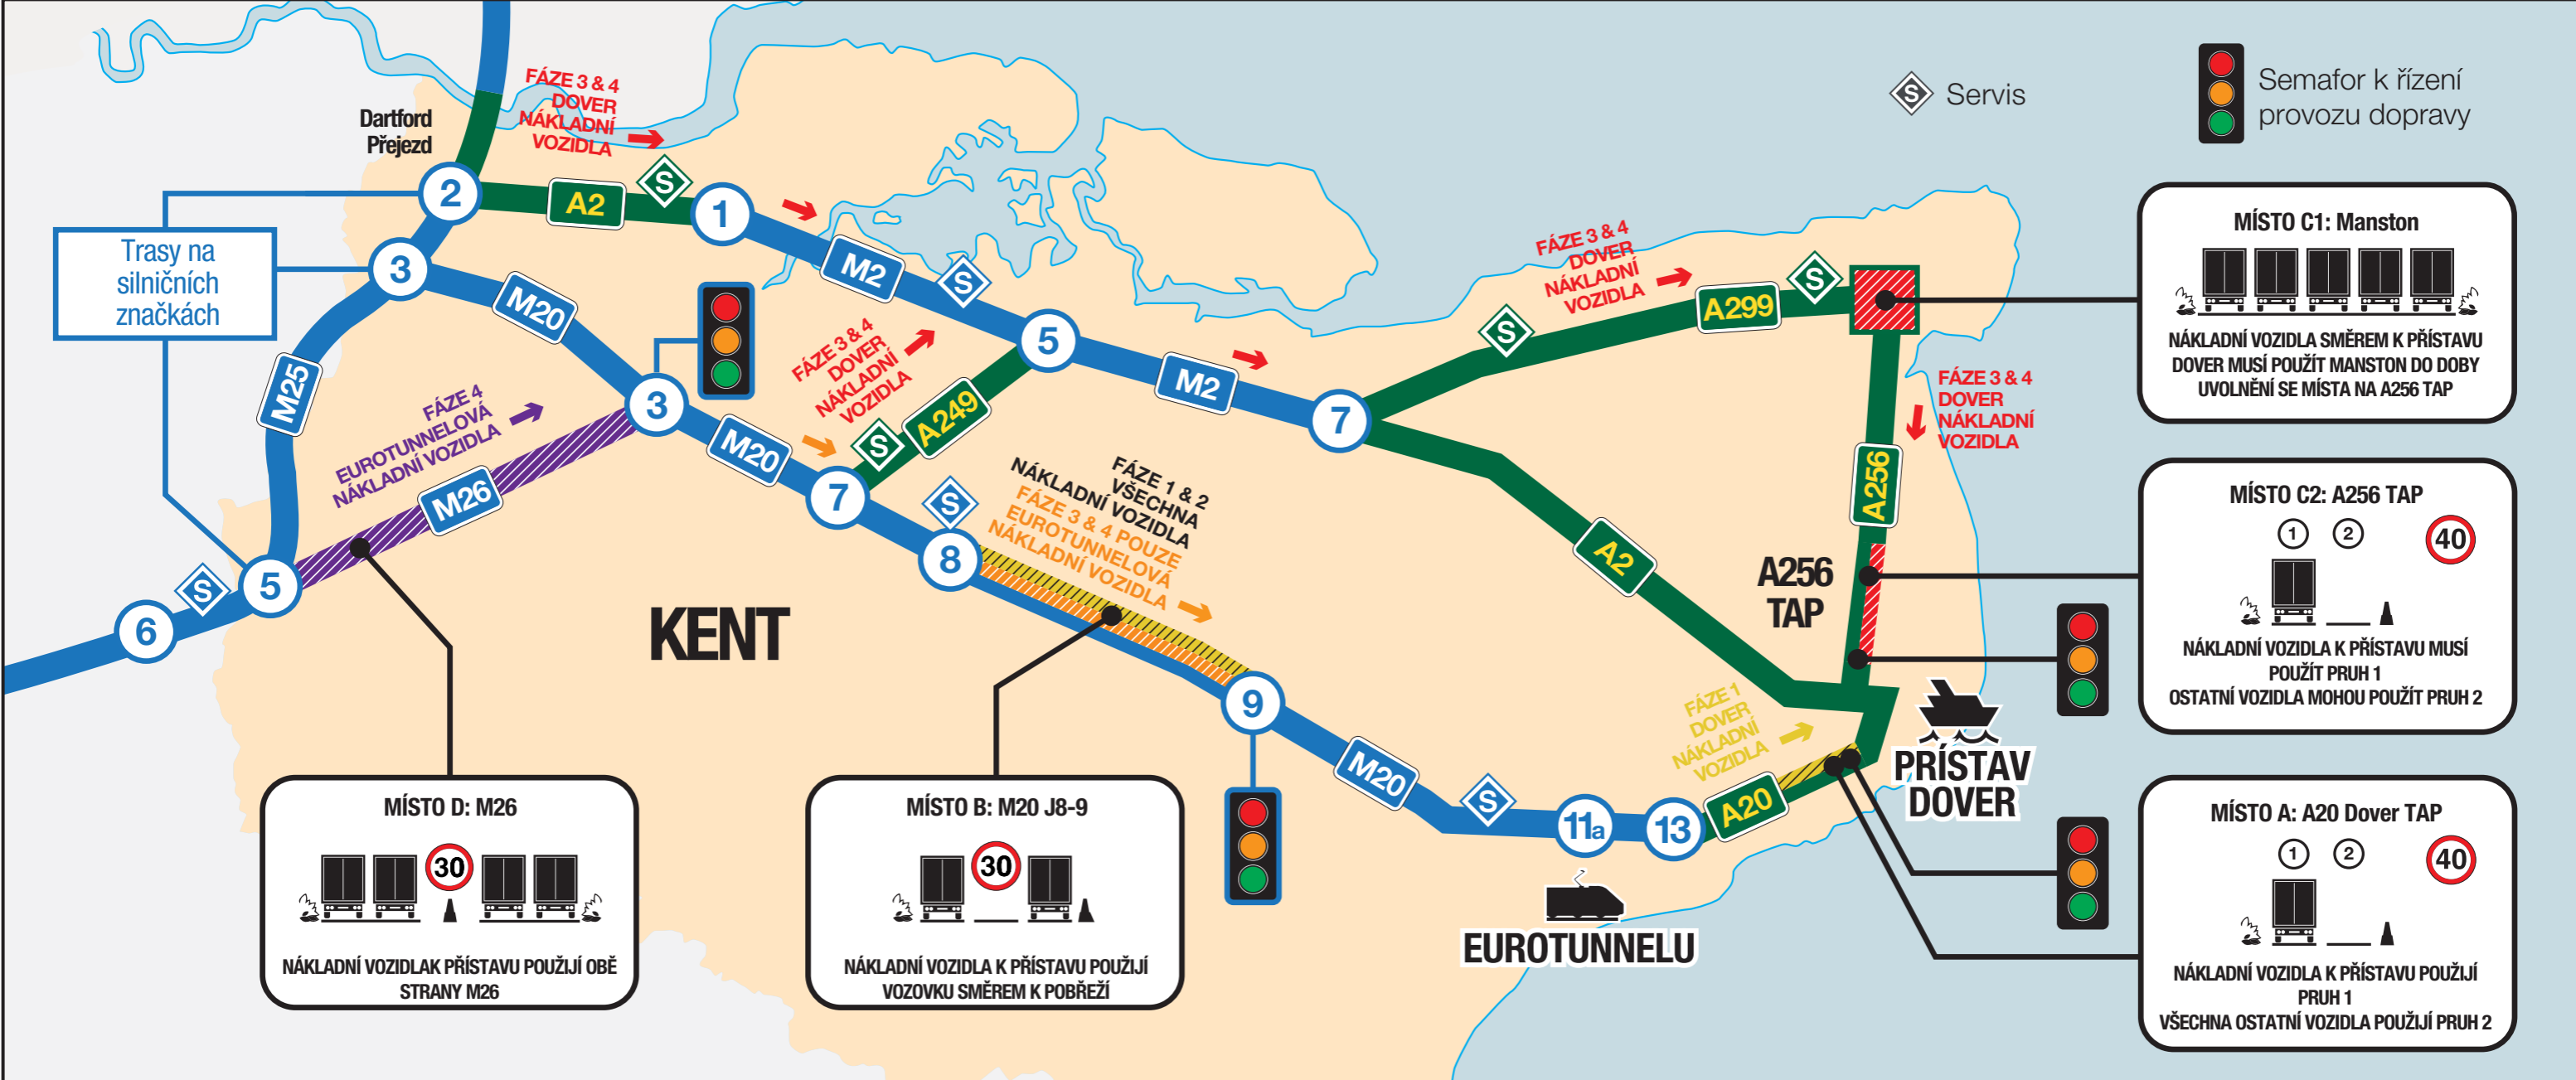 FÁZE 3 & 4
DOVER
NÁKLADNÍ
VOZIDLA
Dartford
Přejezd
S Servis
Semafor k řízení
provozu dopravy
2
A2
S
1
Trasy na
silničních
značkách
3
M20
M2
S
5
M25
3
FÁZE 3 & 4
DOVER
NÁKLADNÍ
VOZIDLA
S
A249
M2
7
FÁZE 3 & 4
DOVER
NÁKLADNÍ
VOZIDLA
S
A299
S
MÍSTO C1: Manston
NÁKLADNÍ VOZIDLA SMĚREM K PŘÍSTAVU
DOVER MUSÍ POUŽÍT MANSTON DO DOBY
UVOLNĚNÍ SE MÍSTA NA A256 TAP
FÁZE 3 & 4
DOVER
NÁKLADNÍ
VOZIDLA
A256
FÁZE 4
EUROTUNNELOVÁ
NÁKLADNÍ VOZIDLA
M26
M20
7
S
8
FÁZE 1 & 2
VŠECHNA
NÁKLADNÍ VOZIDLA
FÁZE 3 & 4 POUZE
EUROTUNNELOVÁ
NÁKLADNÍ VOZIDLA
A2
A256
TAP
MÍSTO C2: A256 TAP
1 2 40
NÁKLADNÍ VOZIDLA K PŘÍSTAVU MUSÍ
POUŽÍT PRUH 1
OSTATNÍ VOZIDLA MOHOU POUŽÍT PRUH 2
5
S
6
KENT
9
M20
S
11a
13
A20
FÁZE 1
DOVER
NÁKLADNÍ
VOZIDLA
PRÍSTAV
DOVER
EUROTUNNELU
MÍSTO D: M26
30
NÁKLADNÍ VOZIDLAK PŘÍSTAVU POUŽIJÍ OBĚ
STRANY M26
MÍSTO B: M20 J8-9
30
NÁKLADNÍ VOZIDLA K PŘÍSTAVU POUŽIJÍ
VOZOVKU SMĚREM K POBŘEŽÍ
MÍSTO A: A20 Dover TAP
1 2 40
NÁKLADNÍ VOZIDLA K PŘÍSTAVU POUŽIJÍ
PRUH 1
VŠECHNA OSTATNÍ VOZIDLA POUŽIJÍ PRUH 2